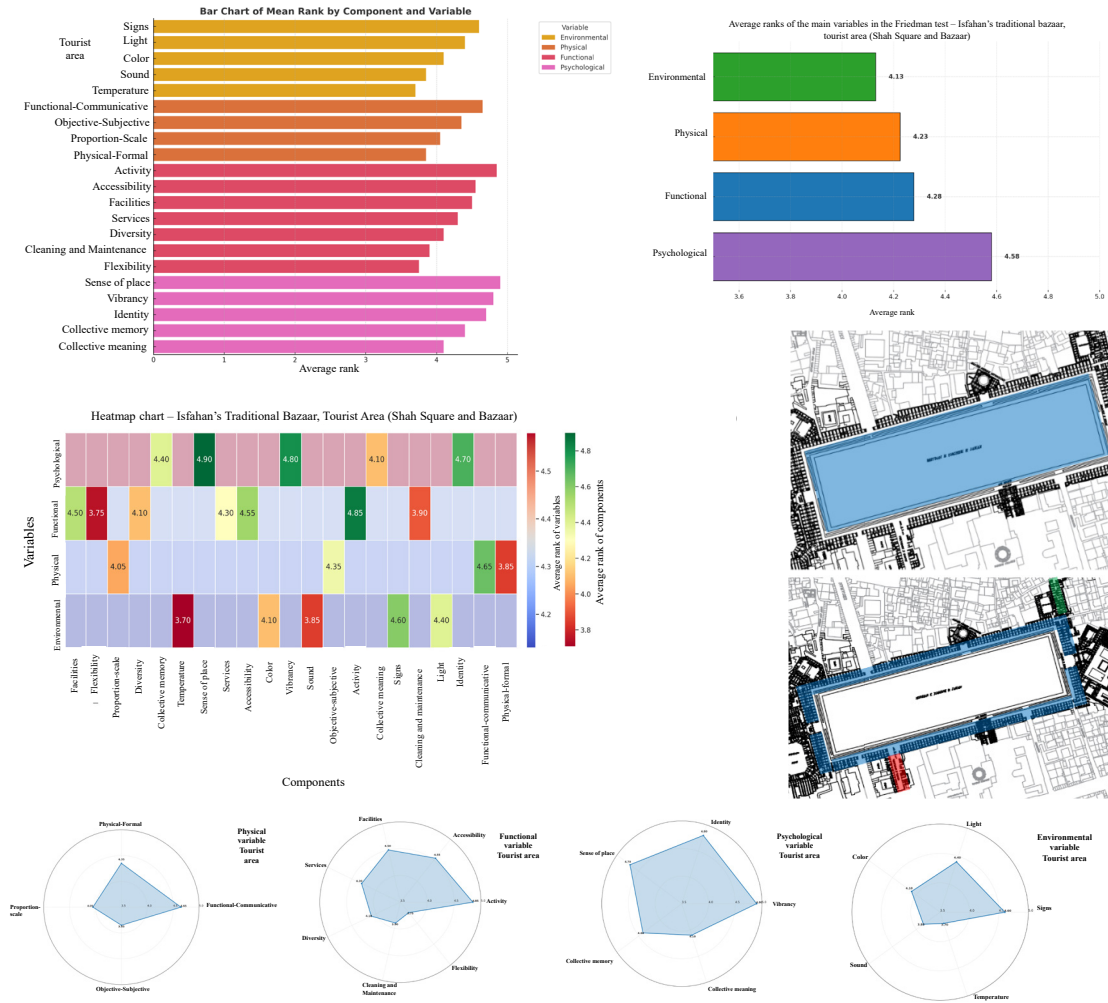 Bar Chart of Mean Rank by Component and Variable
Tourist
area
Signs
Light
Color
Sound
Temperature
Functional-Communicative
Objective-Subjective
Proportion-Scale
Physical-Formal
Activity
Accessibility
Facilities
Services
Diversity
Cleaning and Maintenance
Flexibility
Sense of place
Vibrancy
Identity
Collective memory
Collective meaning
0 1 2 3 4 5
Average rank
Variable
Environmental
Physical
Functional
Psychological
Average ranks of the main variables in the Friedman test – Isfahan's traditional bazaar,
tourist area (Shah Square and Bazaar)
Environmental 4.13
Physical 4.23
Functional 4.28
Psychological 4.58
3.6 4.0 4.2 4.4 4.6 4.8 5.0
Average rank
Heatmap chart – Isfahan's Traditional Bazaar, Tourist Area (Shah Square and Bazaar)
Variables
Psychological
4.40 4.90 4.80 4.10 4.70
Functional
4.50 3.75 4.10 4.30 4.55 4.85 3.90
Physical
4.05 4.35 4.65 3.85
Environmental
3.70 4.10 3.85 4.60 4.40
Facilities
Flexibility
Proportion-scale
Diversity
Collective memory
Temperature
Sense of place
Services
Accessibility
Color
Vibrancy
Sound
Objective-subjective
Activity
Collective meaning
Signs
Cleaning and maintenance
Light
Identity
Functional-communicative
Physical-formal
Components
4.5
4.4
4.3
4.2
Average rank of variables
4.8
4.6
4.4
4.2
4.0
3.8
Average rank of components
Physical
variable
Tourist
area
Physical-Formal
Proportion-
scale
Functional-Communicative
Objective-Subjective
Functional
variable
Tourist area
Facilities
Accessibility
Services
Activity
Diversity
Flexibility
Cleaning and
Maintenance
Psychological
variable
Tourist area
Identity
Sense of place
Vibrancy
Collective memory
Collective meaning
Environmental
variable
Tourist area
Light
Color
Signs
Sound
Temperature